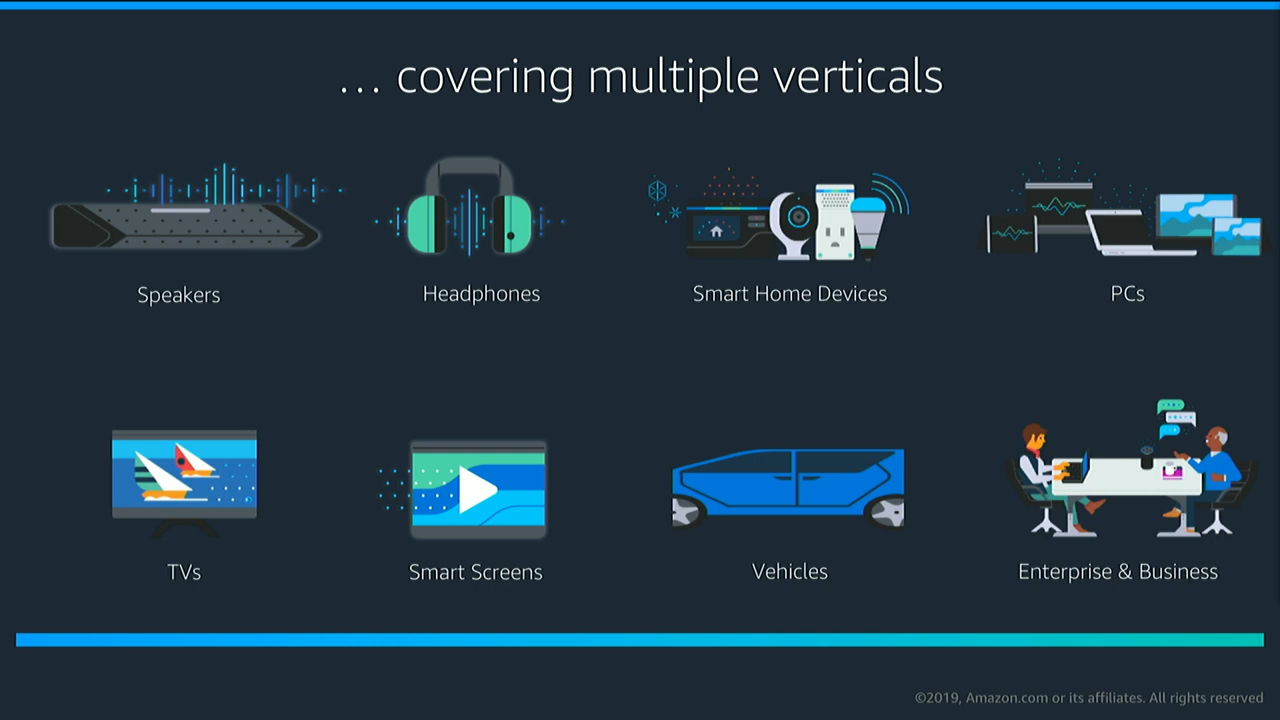 ... covering multiple verticals
Speakers
Headphones
Smart Home Devices
PCs
TVs
Smart Screens
Vehicles
Enterprise & Business
©2019, Amazon.com or its affiliates. All rights reserved